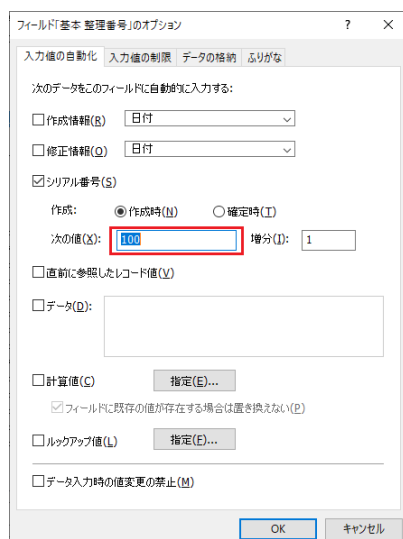 フィールド「基本 整理番号」のオプション ? ×
入力値の自動化 入力値の制限 データの格納 ふりがな
次のデータをこのフィールドに自動的に入力する:
作成情報(R) 日付
修正情報(O) 日付
シリアル番号(S)
作成: 作成時(N) 確定時(T)
次の値(X): 100 増分(I): 1
直前に参照したレコード値(V)
データ(D):
計算値(C) 指定(E)...
フィールドに既存の値が存在する場合は置き換えない(P)
ルックアップ値(L) 指定(F)...
データ入力時の値変更の禁止(M)
OK キャンセル